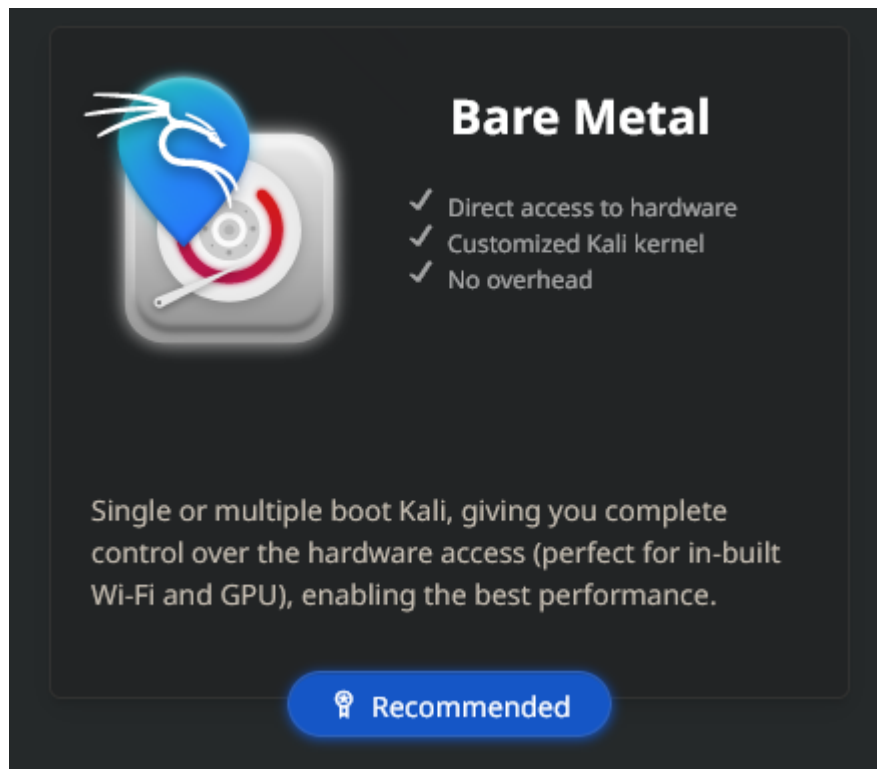 Bare Metal
Direct access to hardware
Customized Kali kernel
No overhead
Single or multiple boot Kali, giving you complete
control over the hardware access (perfect for in-built
Wi-Fi and GPU), enabling the best performance.
Recommended